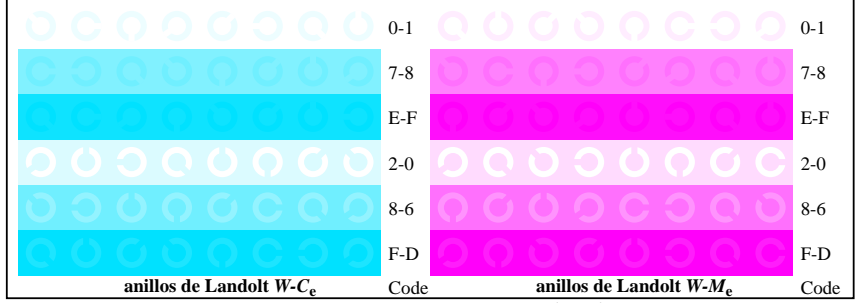 0-1 0-1
7-8 7-8
E-F E-F
2-0 2-0
8-6 8-6
F-D F-D
anillos de Landolt W-Ce Code anillos de Landolt W-Me Code